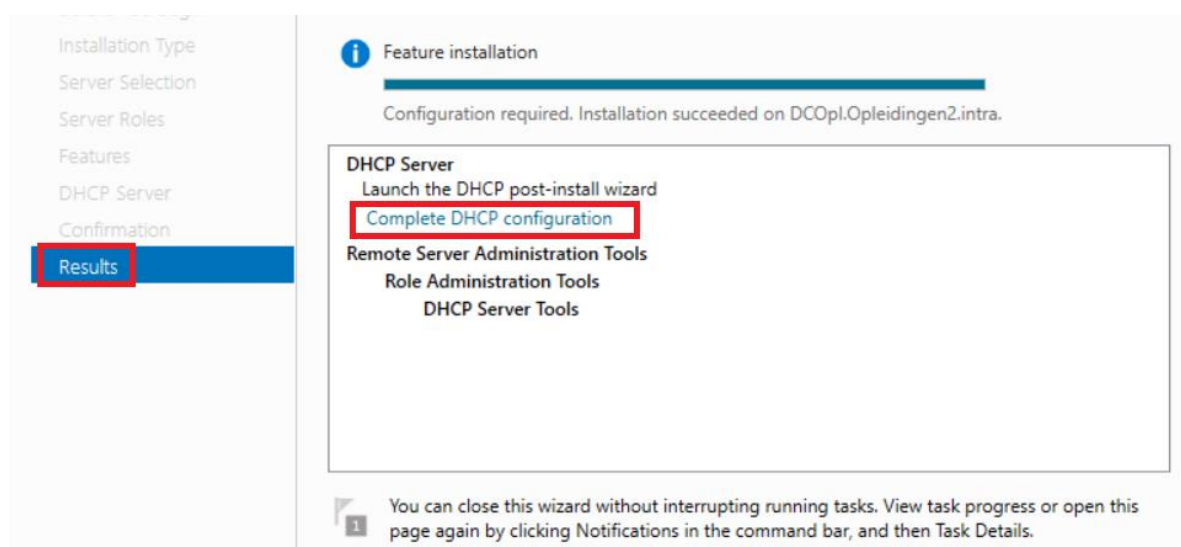 Installation Type
Server Selection
Server Roles
Features
DHCP Server
Confirmation
Results
Feature installation
Configuration required. Installation succeeded on DCOpl.Opleidingen2.intra.
DHCP Server
Launch the DHCP post-install wizard
Complete DHCP configuration
Remote Server Administration Tools
Role Administration Tools
DHCP Server Tools
1
You can close this wizard without interrupting running tasks. View task progress or open this
page again by clicking Notifications in the command bar, and then Task Details.